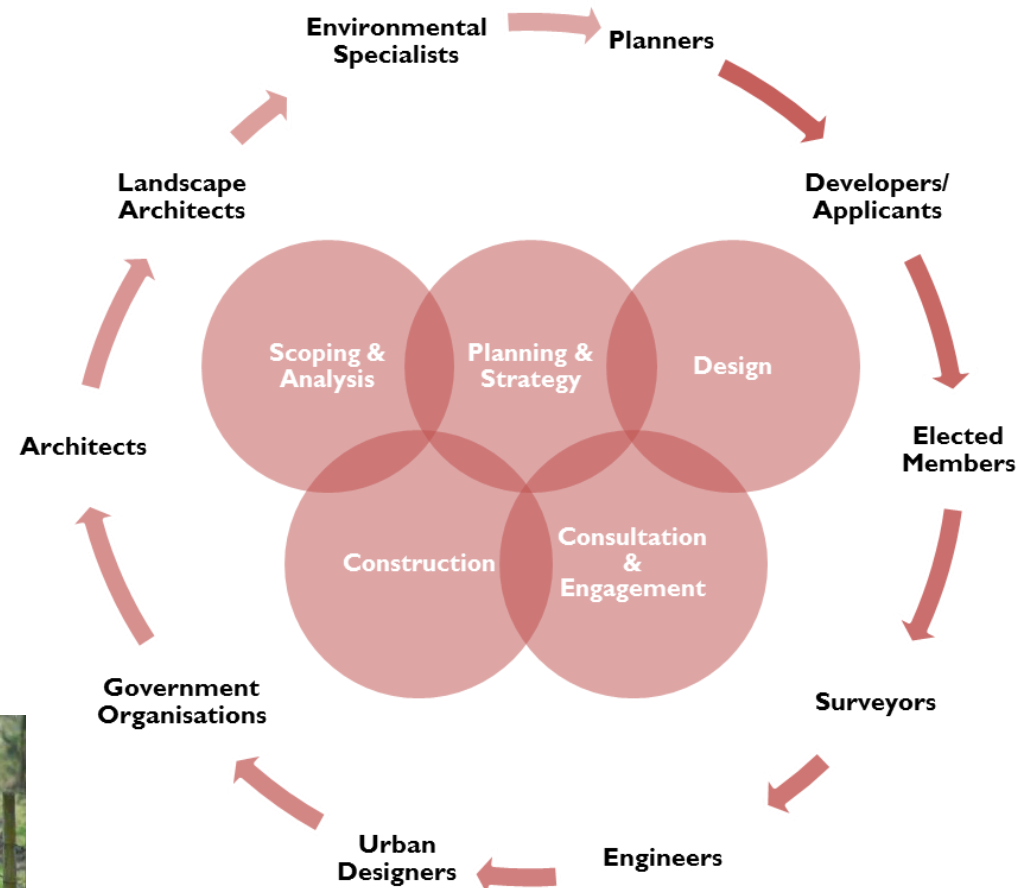 Environmental
Specialists
Planners
Developers/
Applicants
Elected
Members
Surveyors
Engineers
Urban
Designers
Government
Organisations
Architects
Landscape
Architects
Scoping &
Analysis
Planning &
Strategy
Design
Construction
Consultation
&
Engagement